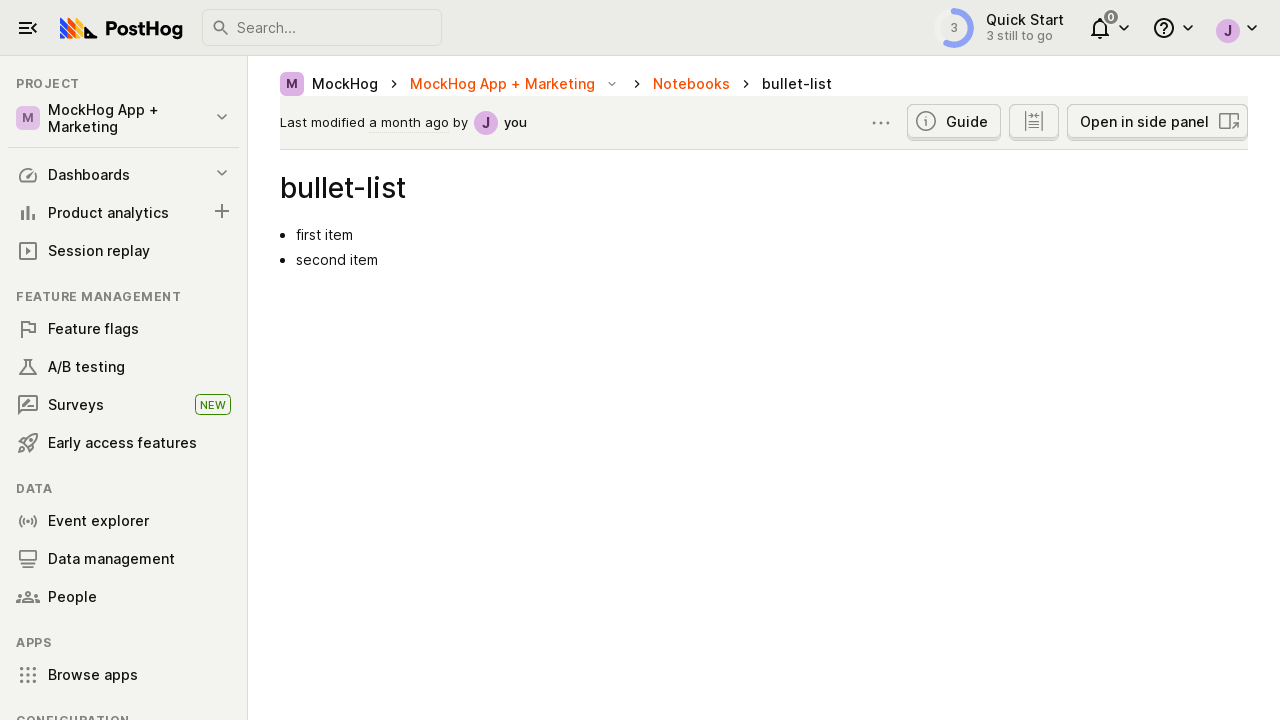 PostHog
Search...
3
Quick Start
3 still to go
0
J
PROJECT
M
MockHog App +
Marketing
Dashboards
Product analytics
Session replay
FEATURE MANAGEMENT
Feature flags
A/B testing
Surveys
NEW
Early access features
DATA
Event explorer
Data management
People
APPS
Browse apps
CONFIGURATION
M MockHog > MockHog App + Marketing > Notebooks > bullet-list
Last modified a month ago by J you
Guide
Open in side panel
bullet-list
• first item
• second item